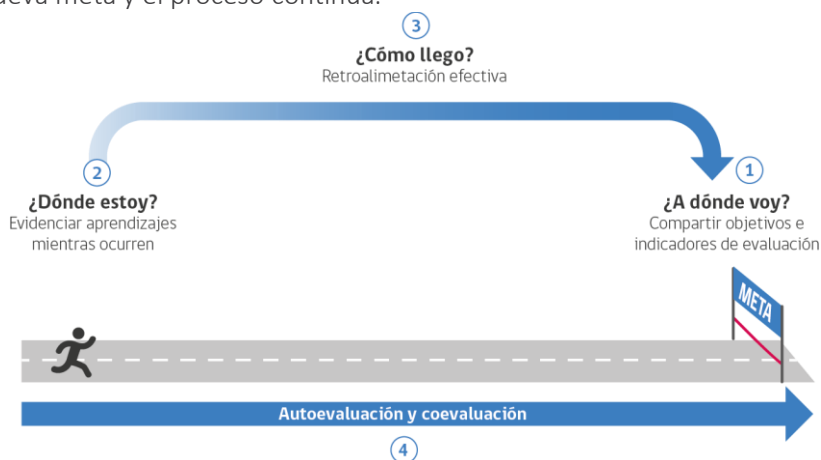 ueva meta y el proceso continúa.
3
¿Cómo llego?
Retroalimetación efectiva
2
¿Dónde estoy?
Evidenciar aprendizajes
mientras ocurren
1
¿A dónde voy?
Compartir objetivos e
indicadores de evaluación
META
Autoevaluación y coevaluación
4